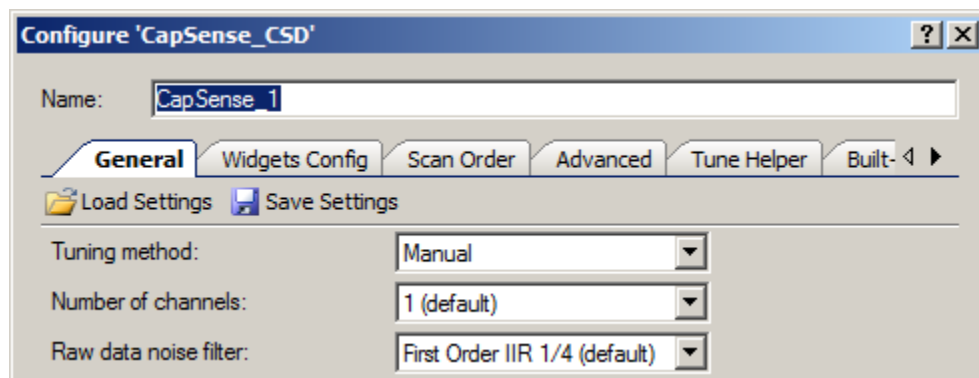 Configure 'CapSense_CSD'
Name: CapSense_1
General Widgets Config Scan Order Advanced Tune Helper Built-
Load Settings Save Settings
Tuning method: Manual
Number of channels: 1 (default)
Raw data noise filter: First Order IIR 1/4 (default)